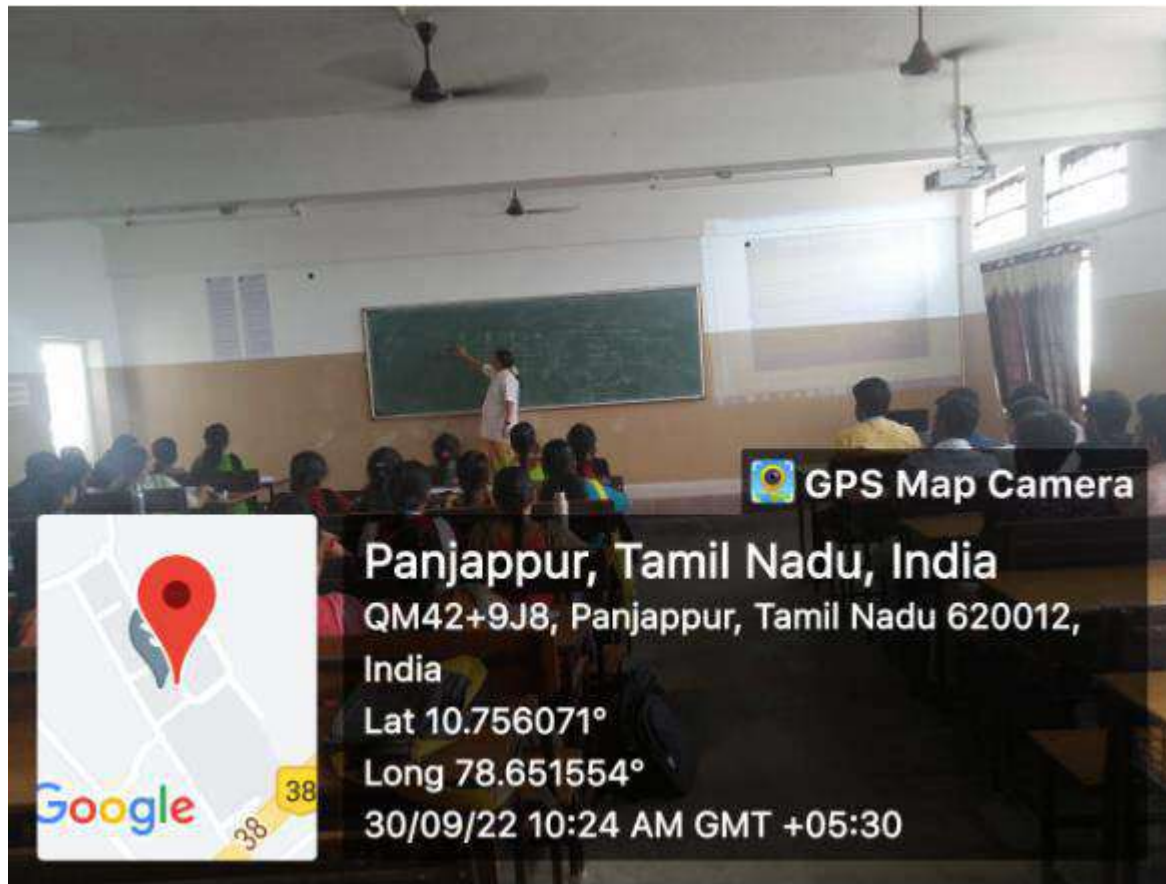 GPS Map Camera
Panjappur, Tamil Nadu, India
QM42+9J8, Panjappur, Tamil Nadu 620012,
India
Lat 10.756071°
Long 78.651554°
30/09/22 10:24 AM GMT +05:30
Google
38
38